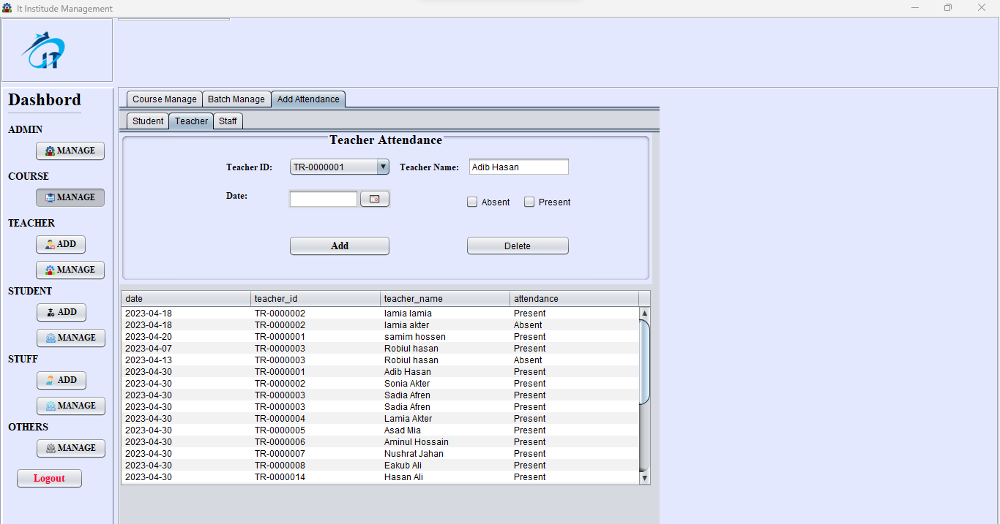 It Institude Management
IT
Dashbord
ADMIN
MANAGE
COURSE
MANAGE
TEACHER
ADD
MANAGE
STUDENT
ADD
MANAGE
STUFF
ADD
MANAGE
OTHERS
MANAGE
Logout
Course Manage Batch Manage Add Attendance
Student Teacher Staff
Teacher Attendance
Teacher ID: TR-0000001 Teacher Name: Adib Hasan
Date: Absent Present
Add Delete
date teacher_id teacher_name attendance
2023-04-18 TR-0000002 lamia lamia Present
2023-04-18 TR-0000002 lamia akter Absent
2023-04-20 TR-0000001 samim hossen Present
2023-04-07 TR-0000003 Robiul hasan Present
2023-04-13 TR-0000003 Robiul hasan Absent
2023-04-30 TR-0000001 Adib Hasan Present
2023-04-30 TR-0000002 Sonia Akter Present
2023-04-30 TR-0000003 Sadia Afren Present
2023-04-30 TR-0000003 Sadia Afren Present
2023-04-30 TR-0000004 Lamia Akter Present
2023-04-30 TR-0000005 Asad Mia Present
2023-04-30 TR-0000006 Aminul Hossain Present
2023-04-30 TR-0000007 Nushrat Jahan Present
2023-04-30 TR-0000008 Eakub Ali Present
2023-04-30 TR-0000014 Hasan Ali Present